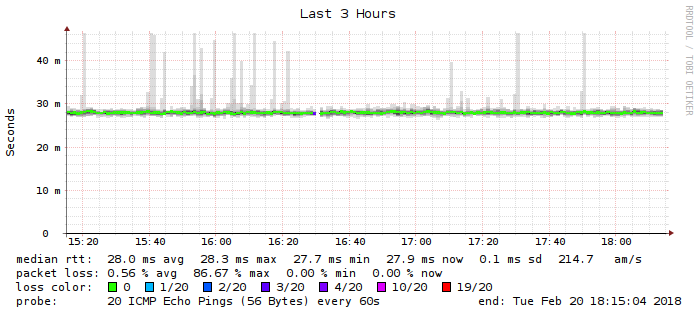 Last 3 Hours
RRDTOOL / TOBI OETIKER
Seconds
40 m
30 m
20 m
10 m
0
15:20 15:40 16:00 16:20 16:40 17:00 17:20 17:40 18:00
median rtt: 28.0 ms avg 28.3 ms max 27.7 ms min 27.9 ms now 0.1 ms sd 214.7 am/s
packet loss: 0.56 % avg 86.67 % max 0.00 % min 0.00 % now
loss color: 0 1/20 2/20 3/20 4/20 10/20 19/20
probe: 20 ICMP Echo Pings (56 Bytes) every 60s end: Tue Feb 20 18:15:04 2018